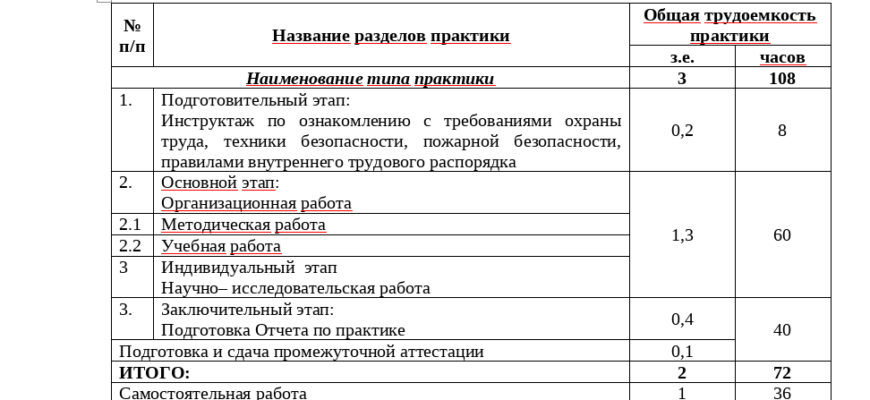 № п/п Название разделов практики Общая трудоемкость практики
з.е. часов
Наименование типа практики 3 108
1. Подготовительный этап:
Инструктаж по ознакомлению с требованиями охраны
труда, техники безопасности, пожарной безопасности,
правилами внутреннего трудового распорядка
0,2 8
2. Основной этап:
Организационная работа
2.1 Методическая работа
2.2 Учебная работа
1,3 60
3 Индивидуальный этап
Научно– исследовательская работа
3. Заключительный этап:
Подготовка Отчета по практике
0,4 40
Подготовка и сдача промежуточной аттестации 0,1
ИТОГО: 2 72
Самостоятельная работа 1 36